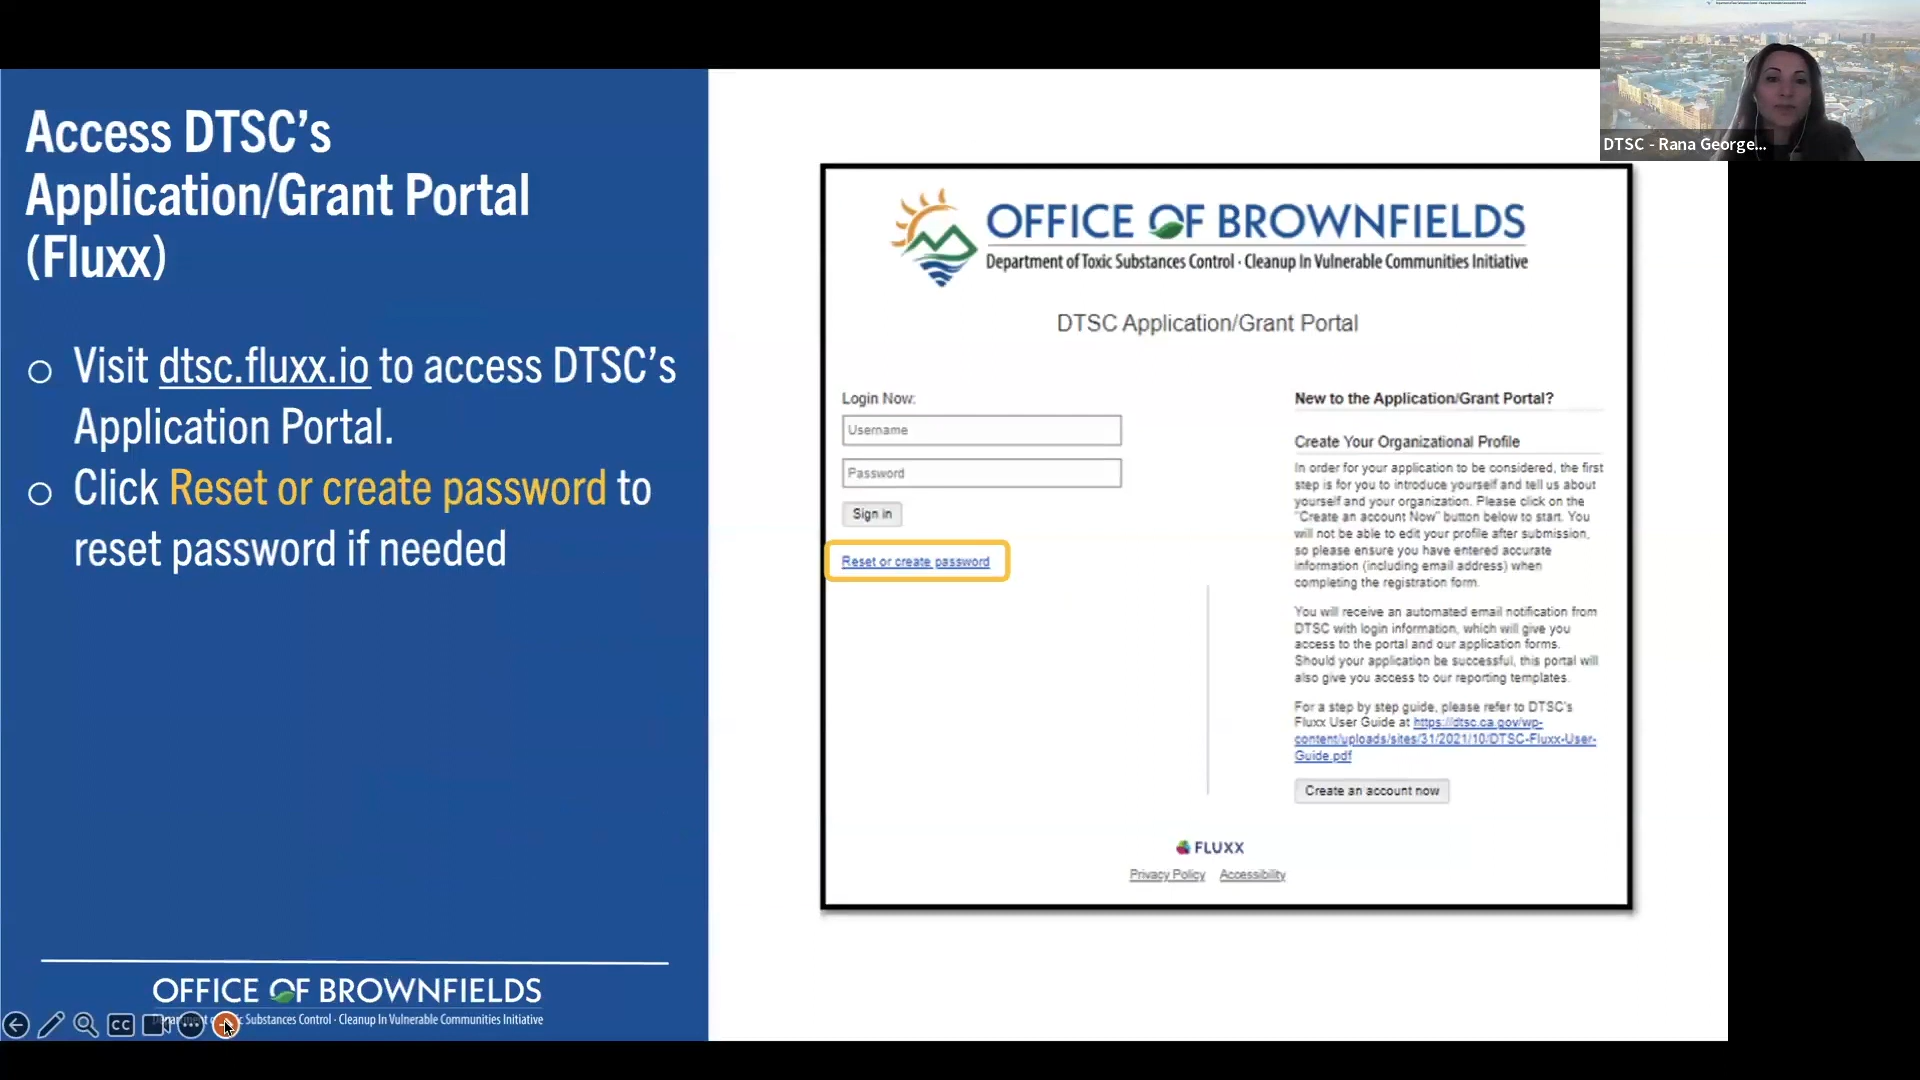 Access DTSC's
Application/Grant Portal
(Fluxx)
o Visit dtsc.fluxx.io to access DTSC's
Application Portal.
o Click Reset or create password to
reset password if needed
OFFICE OF BROWNFIELDS
Substances Control · Cleanup In Vulnerable Communities Initiative
CC
OFFICE OF BROWNFIELDS
Department of Toxic Substances Control · Cleanup In Vulnerable Communities Initiative
DTSC Application/Grant Portal
Login Now:
Username
Password
Sign in
Reset or create password
New to the Application/Grant Portal?
Create Your Organizational Profile
In order for your application to be considered, the first
step is for you to introduce yourself and tell us about
yourself and your organization. Please click on the
"Create an account Now" button below to start. You
will not be able to edit your profile after submission,
so please ensure you have entered accurate
information (including email address) when
completing the registration form.
You will receive an automated email notification from
DTSC with login information, which will give you
access to the portal and our application forms.
Should your application be successful, this portal will
also give you access to our reporting templates.
For a step by step guide, please refer to DTSC's
Fluxx User Guide at https://dtsc.ca.gov/wp-
content/uploads/sites/31/2021/10/DTSC-Fluxx-User-
Guide.pdf
Create an account now
FLUXX
Privacy Policy Accessibility
DTSC - Rana George...